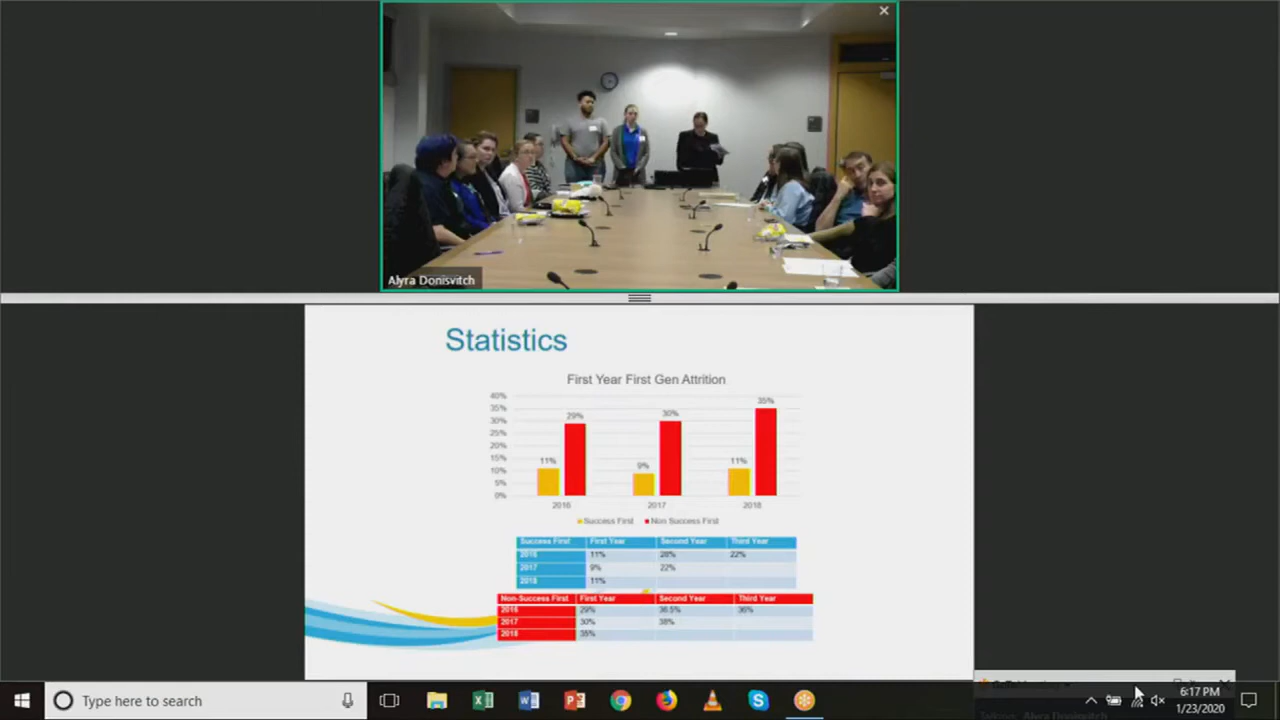 Alyra Donisvitch
Statistics
First Year First Gen Attrition
40%
35%
30%
25%
20%
15%
10%
5%
0%
11%
29%
9%
30%
11%
35%
2016
2017
2018
Success First
Non Success First
Success First First Year Second Year Third Year
2016 11% 28% 22%
2017 9% 22%
2018 11%
Non-Success First First Year Second Year Third Year
2016 29% 36.5% 36%
2017 30% 38%
2018 35%
Type here to search
6:17 PM
1/23/2020